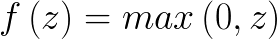 f (z) = max (0, z)